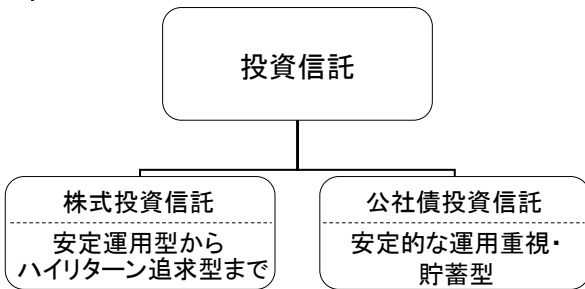 投資信託
株式投資信託
安定運用型から
ハイリターン追求型まで
公社債投資信託
安定的な運用重視・
貯蓄型